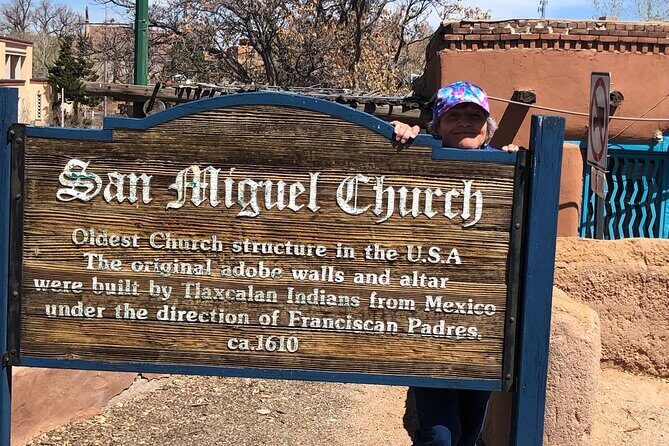 San Miguel Church
Oldest Church structure in the U.S.A
The original adobe walls and altar
were built by Tlaxcalan Indians from Mexico
under the direction of Franciscan Padres,
ca.1610